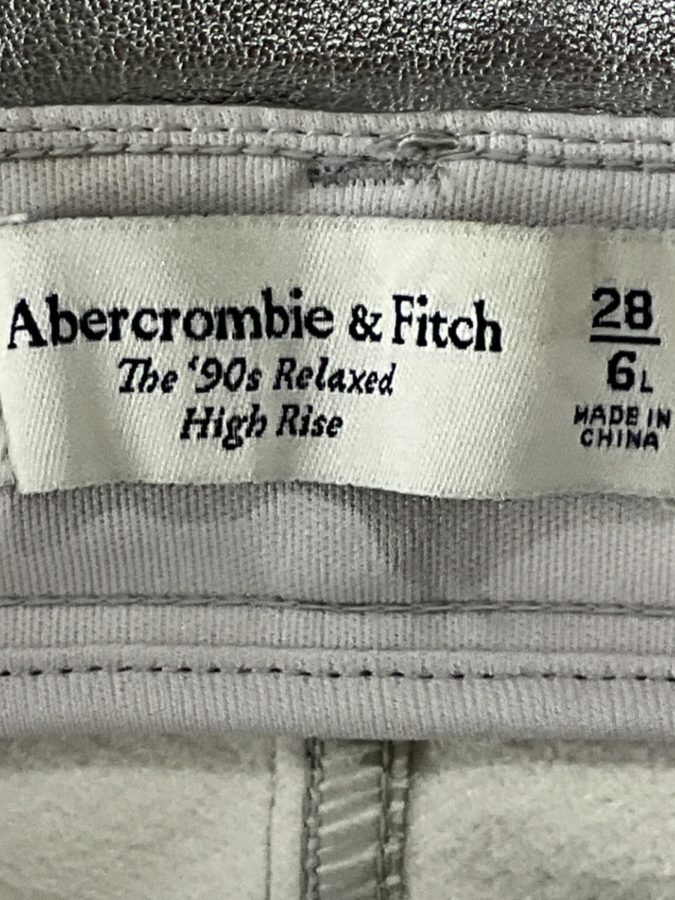 Abercrombie & Fitch
The '90s Relaxed
High Rise
28
6L
MADE IN
CHINA